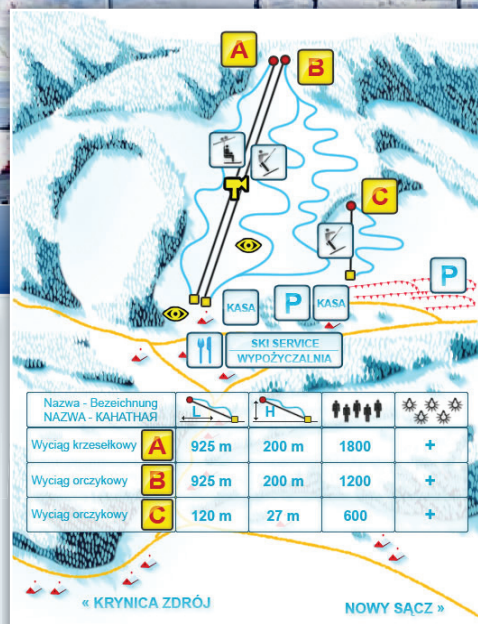 A
B
C
P
KASA
P
KASA
SKI SERVICE
WYPOŻYCZALNIA
Nazwa - Bezeichnung
NAZWA - КАНАТНАЯ
L
H
Wyciąg krzesełkowy A 925 m 200 m 1800 +
Wyciąg orczykowy B 925 m 200 m 1200 +
Wyciąg orczykowy C 120 m 27 m 600 +
« KRYNICA ZDRÓJ
NOWY SĄCZ »